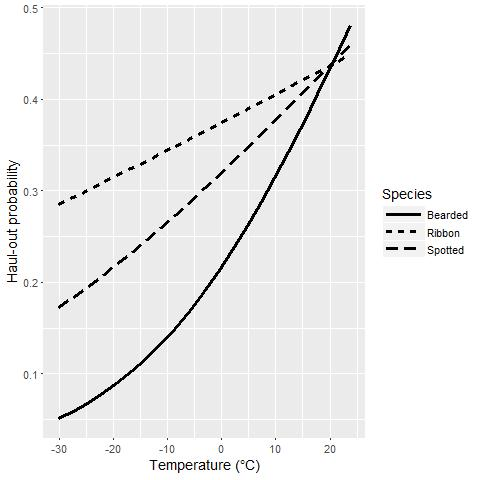 0.5
0.4
0.3
0.2
0.1
Haul-out probability
-30 -20 -10 0 10 20
Temperature (°C)
Species
Bearded
Ribbon
Spotted